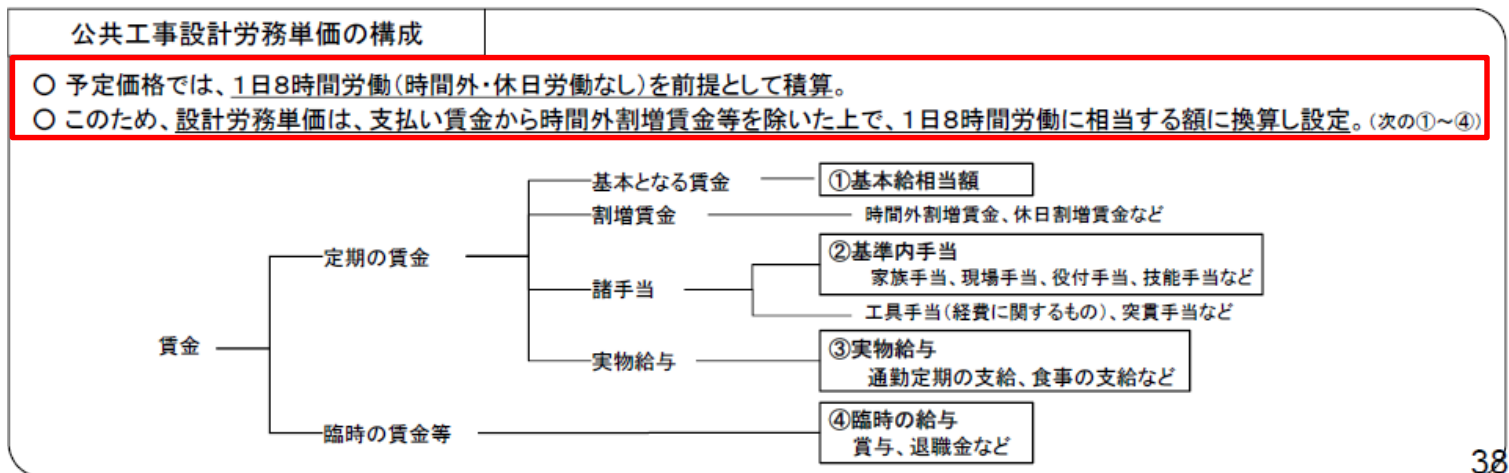 公共工事設計労務単価の構成
○ 予定価格では、1日8時間労働(時間外・休日労働なし)を前提として積算。
○ このため、設計労務単価は、支払い賃金から時間外割増賃金等を除いた上で、1日8時間労働に相当する額に換算し設定。(次の①~④)
基本となる賃金
①基本給相当額
割増賃金
時間外割増賃金、休日割増賃金など
定期の賃金
②基準内手当
家族手当、現場手当、役付手当、技能手当など
諸手当
工具手当(経費に関するもの)、突貫手当など
賃金
実物給与
③実物給与
通勤定期の支給、食事の支給など
臨時の賃金等
④臨時の給与
賞与、退職金など
38